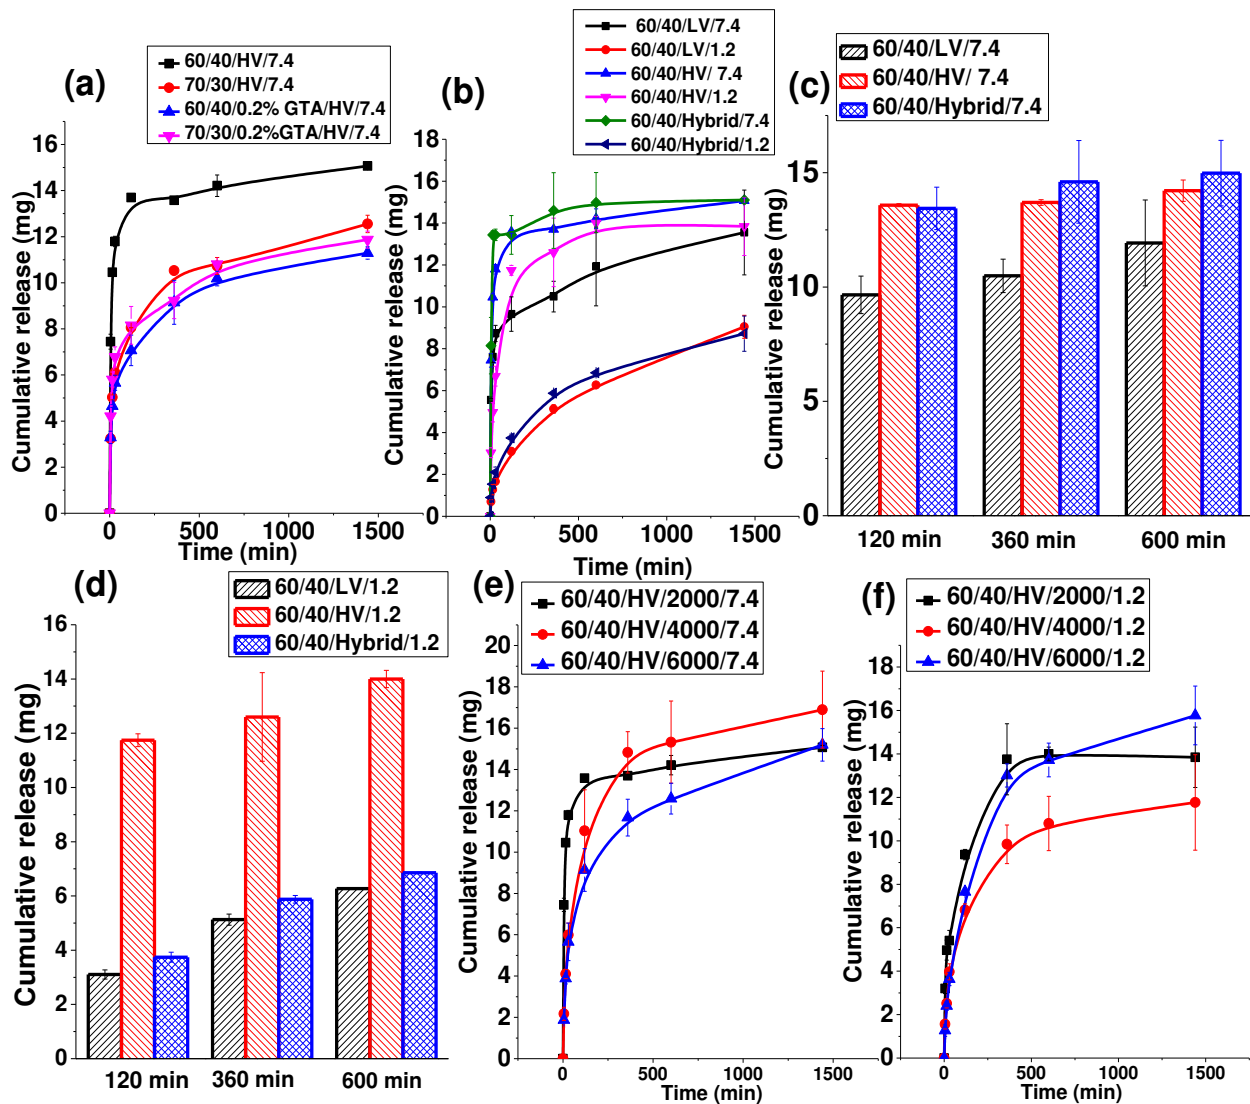 (a)
60/40/HV/7.4
70/30/HV/7.4
60/40/0.2% GTA/HV/7.4
70/30/0.2%GTA/HV/7.4
Cumulative release (mg)
16
14
12
10
8
6
4
2
0
0
500
1000
1500
Time (min)
(b)
60/40/LV/7.4
60/40/LV/1.2
60/40/HV/ 7.4
60/40/HV/1.2
60/40/Hybrid/7.4
60/40/Hybrid/1.2
Cumulative release (mg)
18
16
14
12
10
8
6
4
2
0
0
500
1000
1500
Time (min)
(c)
60/40/LV/7.4
60/40/HV/ 7.4
60/40/Hybrid/7.4
Cumulative release (mg)
15
10
5
0
120 min
360 min
600 min
(d)
60/40/LV/1.2
60/40/HV/1.2
60/40/Hybrid/1.2
Cumulative release (mg)
16
14
12
10
8
6
4
2
0
120 min
360 min
600 min
(e)
60/40/HV/2000/7.4
60/40/HV/4000/7.4
60/40/HV/6000/7.4
Cumulative release (mg)
20
18
16
14
12
10
8
6
4
2
0
0
500
1000
1500
Time (min)
(f)
60/40/HV/2000/1.2
60/40/HV/4000/1.2
60/40/HV/6000/1.2
Cumulative release (mg)
18
16
14
12
10
8
6
4
2
0
0
500
1000
1500
Time (min)